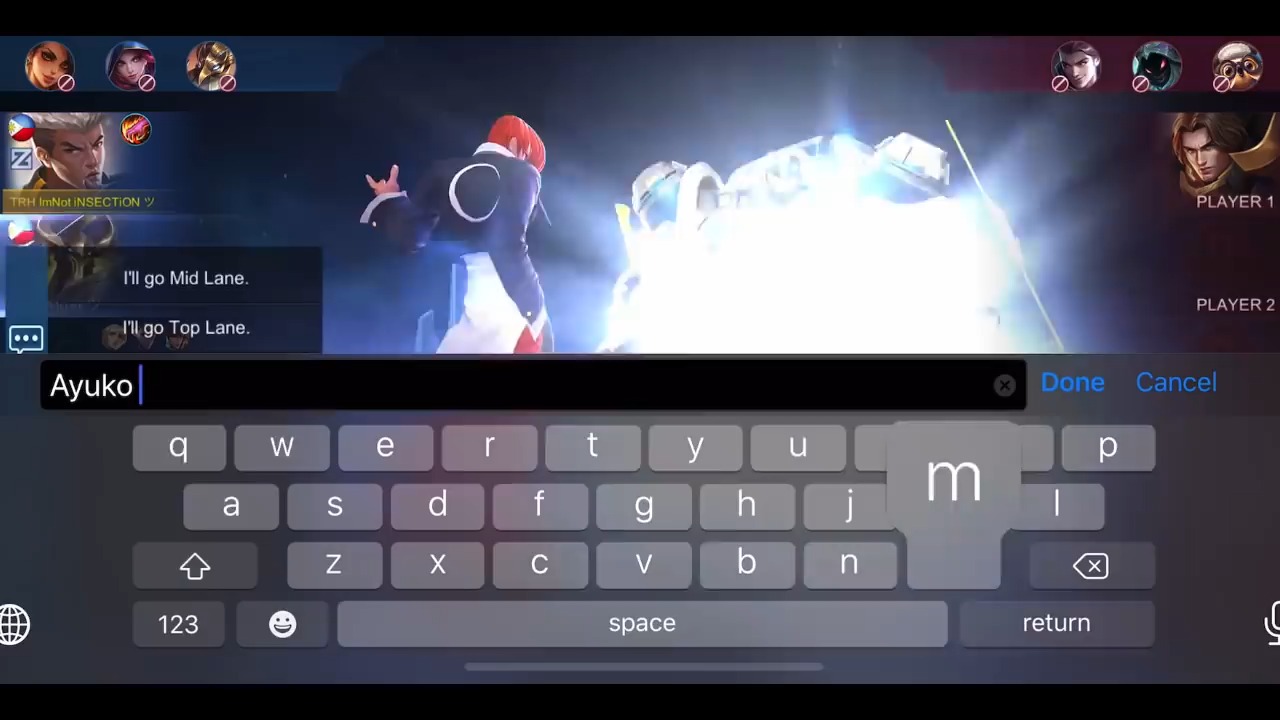 TRH ImNot iNSECTiON ツ
PLAYER 1
I'll go Mid Lane.
PLAYER 2
I'll go Top Lane.
Ayuko
Done
Cancel
q w e r t y u p
m
a s d f g h j l
z x c v b n
123
space
return